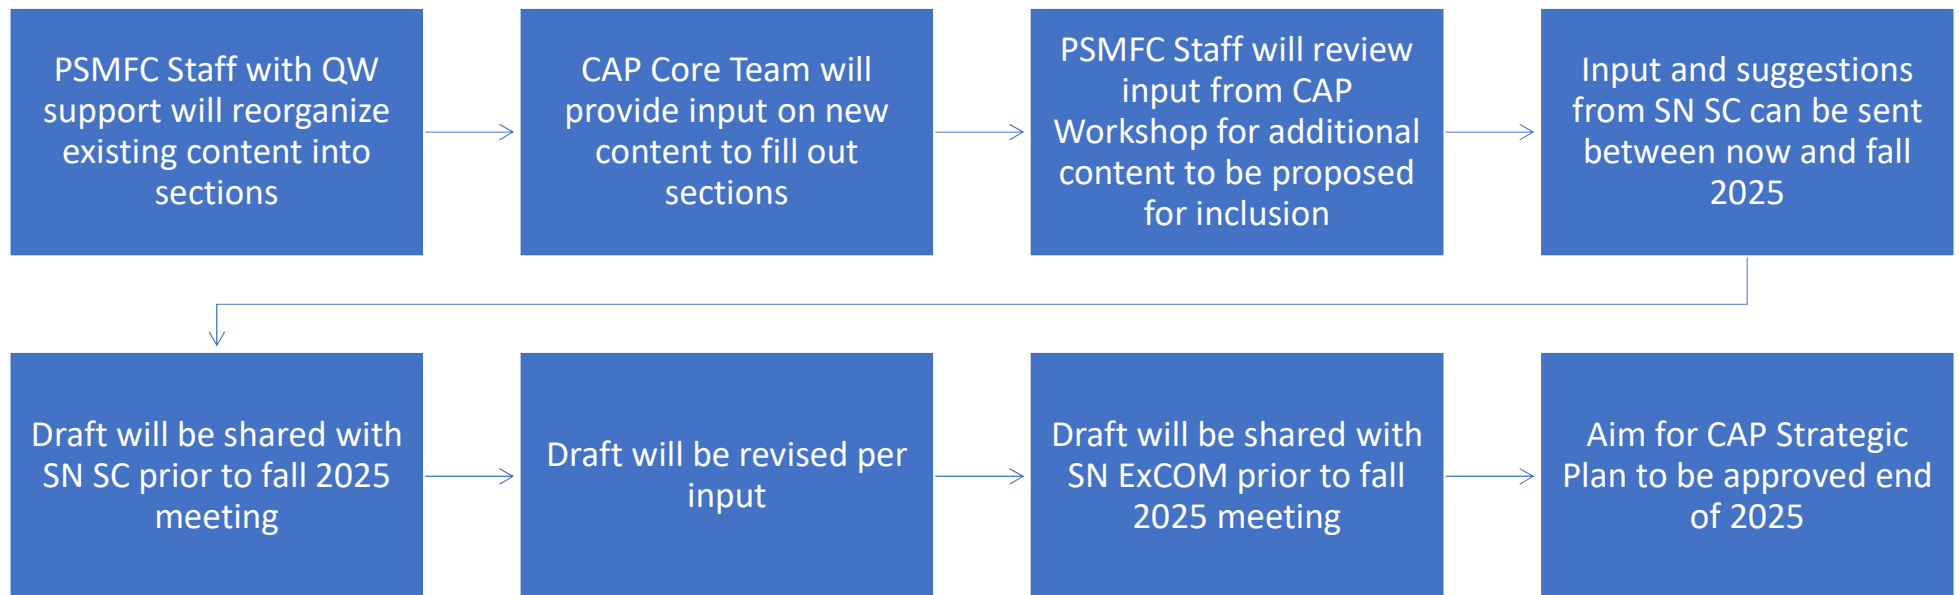 PSMFC Staff with QW
support will reorganize
existing content into
sections
CAP Core Team will
provide input on new
content to fill out
sections
PSMFC Staff will review
input from CAP
Workshop for additional
content to be proposed
for inclusion
Input and suggestions
from SN SC can be sent
between now and fall
2025
Draft will be shared with
SN SC prior to fall 2025
meeting
Draft will be revised per
input
Draft will be shared with
SN ExCOM prior to fall
2025 meeting
Aim for CAP Strategic
Plan to be approved end
of 2025